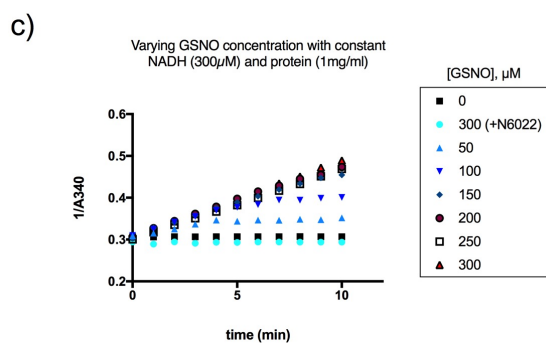 c)
Varying GSNO concentration with constant
NADH (300µM) and protein (1mg/ml)
[GSNO], µM
0
300 (+N6022)
50
100
150
200
250
300
0.6
0.5
0.4
0.3
0.2
1/A340
0
5
10
time (min)